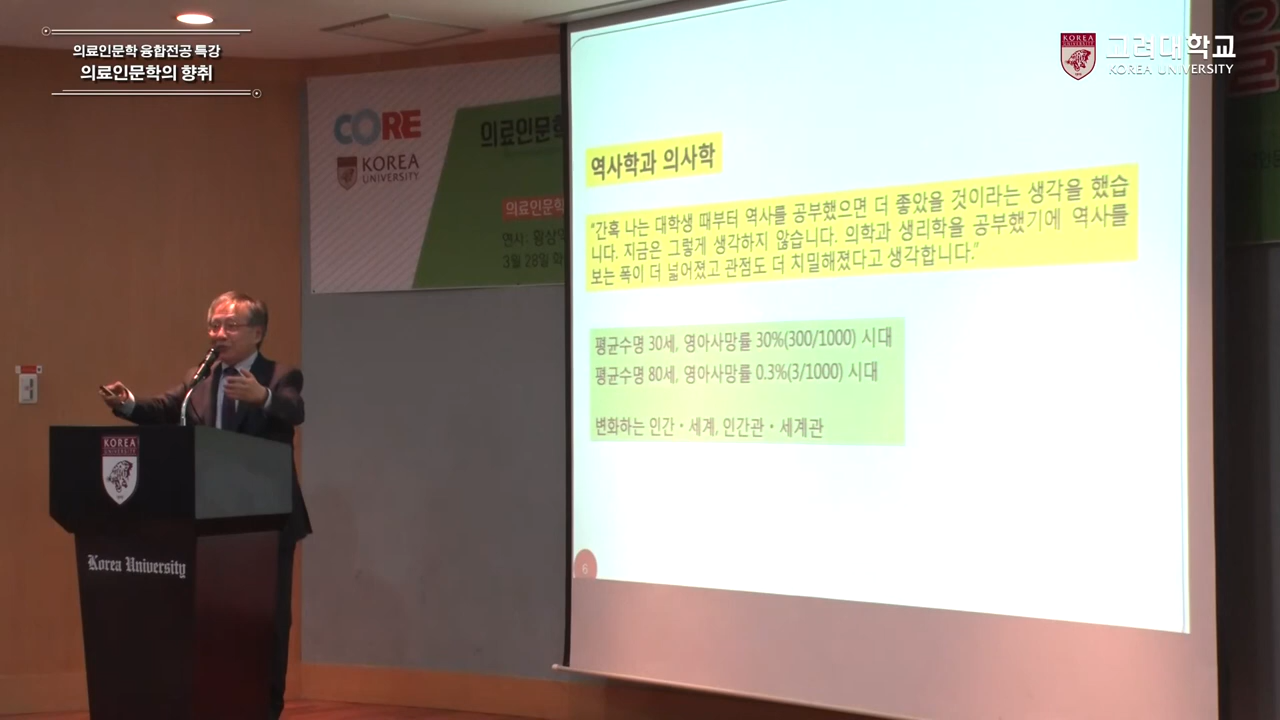 의료인문학 융합전공 특강
의료인문학의 향취
KOREA
UNIVERSITY
고려대학교
KOREA UNIVERSITY
CORE
KOREA
UNIVERSITY
의료인문학
의료인문학
연사: 황상익
3월 28일
역사학과 의사학
"간혹 나는 대학생 때부터 역사를 공부했으면 더 좋았을 것이라는 생각을 했습
니다. 지금은 그렇게 생각하지 않습니다. 의학과 생리학을 공부했기에 역사를
보는 폭이 더 넓어졌고 관점도 더 치밀해졌다고 생각합니다."
평균수명 30세, 영아사망률 30%(300/1000) 시대
평균수명 80세, 영아사망률 0.3%(3/1000) 시대
변화하는 인간·세계, 인간관·세계관
6
KOREA
UNIVERSITY
Korea University